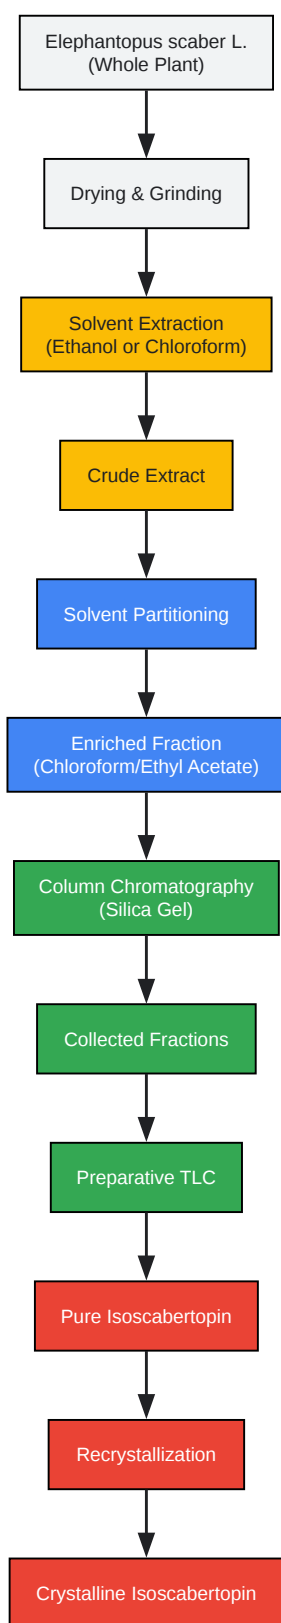 Elephantopus scaber L.
(Whole Plant)
Drying & Grinding
Solvent Extraction
(Ethanol or Chloroform)
Crude Extract
Solvent Partitioning
Enriched Fraction
(Chloroform/Ethyl Acetate)
Column Chromatography
(Silica Gel)
Collected Fractions
Preparative TLC
Pure Isoscabertopin
Recrystallization
Crystalline Isoscabertopin